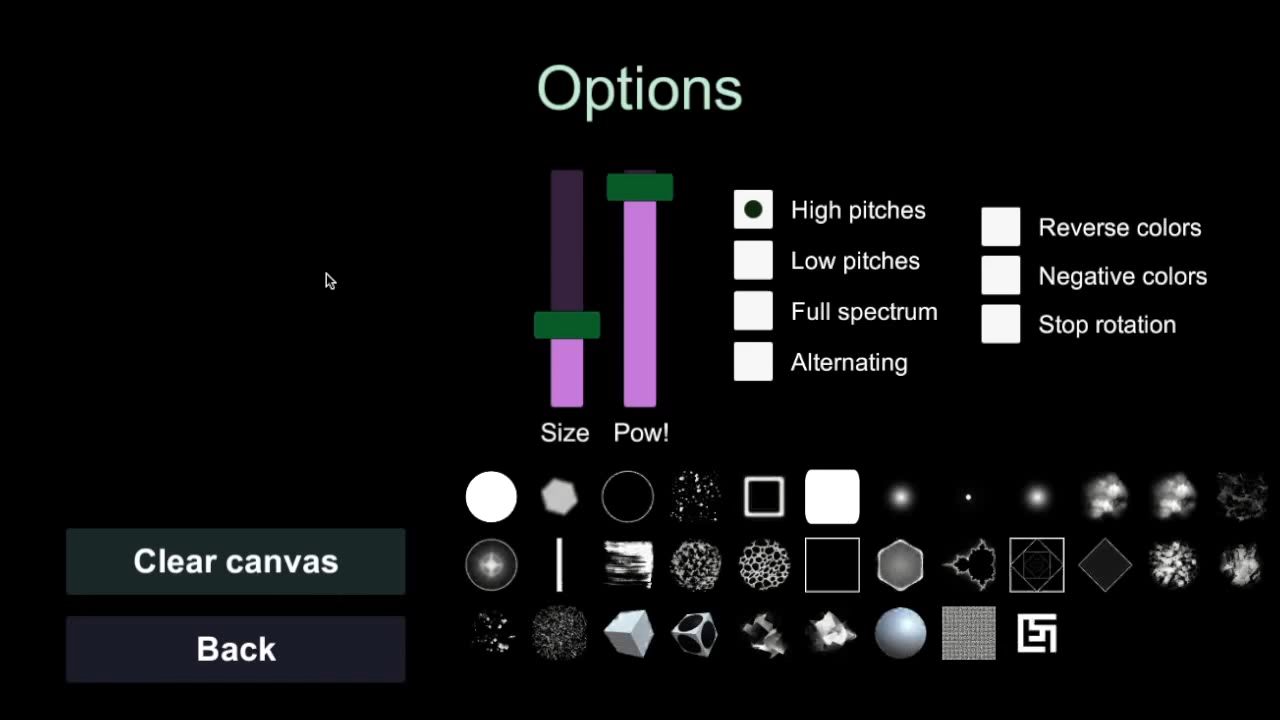 Options
High pitches
Low pitches
Full spectrum
Alternating
Reverse colors
Negative colors
Stop rotation
Size
Pow!
Clear canvas
Back